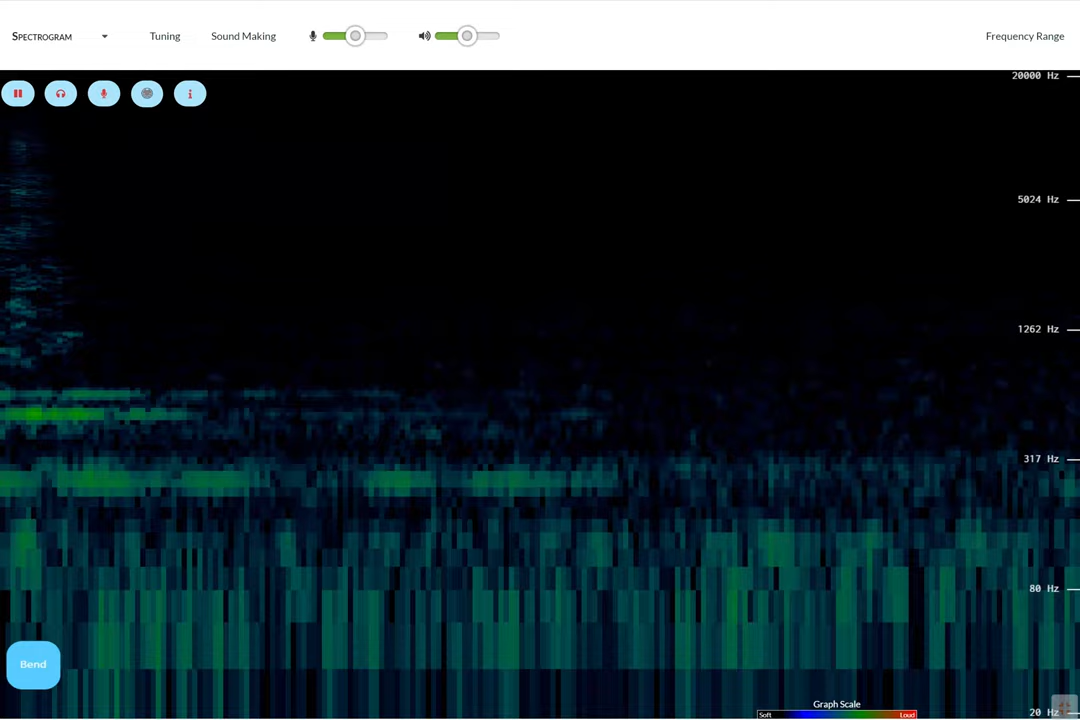 Spectrogram
Tuning
Sound Making
Frequency Range
20000 Hz
5024 Hz
1262 Hz
317 Hz
80 Hz
Bend
Graph Scale
Soft
Loud
20 Hz